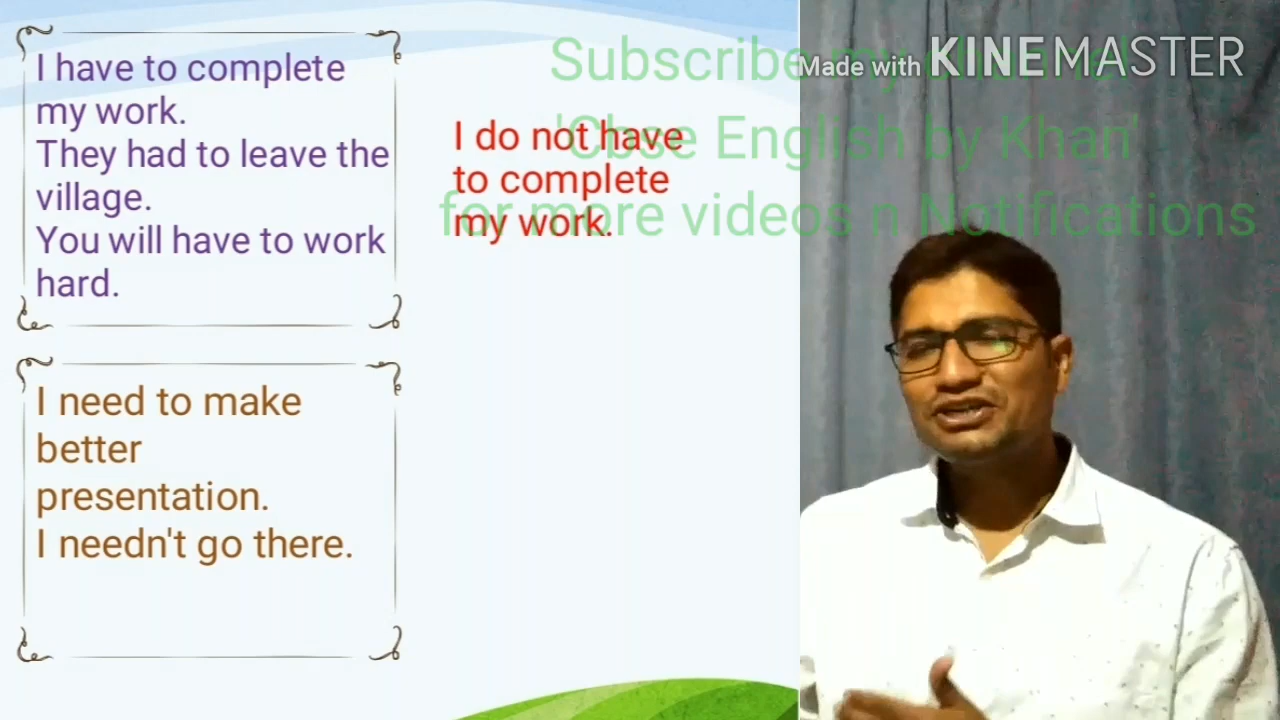 I have to complete
my work.
They had to leave the
village.
You will have to work
hard.
I need to make
better
presentation.
I needn't go there.
I do not have
to complete
my work.
Subscribe my channel
'Cbse English by Khan'
for more videos n Notifications
Made with KINEMASTER